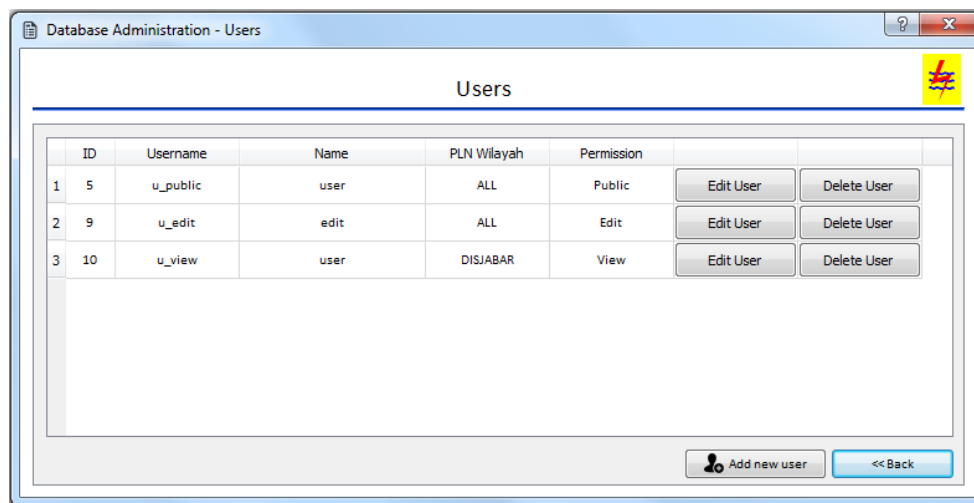 Database Administration - Users
Users
ID Username Name PLN Wilayah Permission
1 5 u_public user ALL Public Edit User Delete User
2 9 u_edit edit ALL Edit Edit User Delete User
3 10 u_view user DISJABAR View Edit User Delete User
Add new user << Back